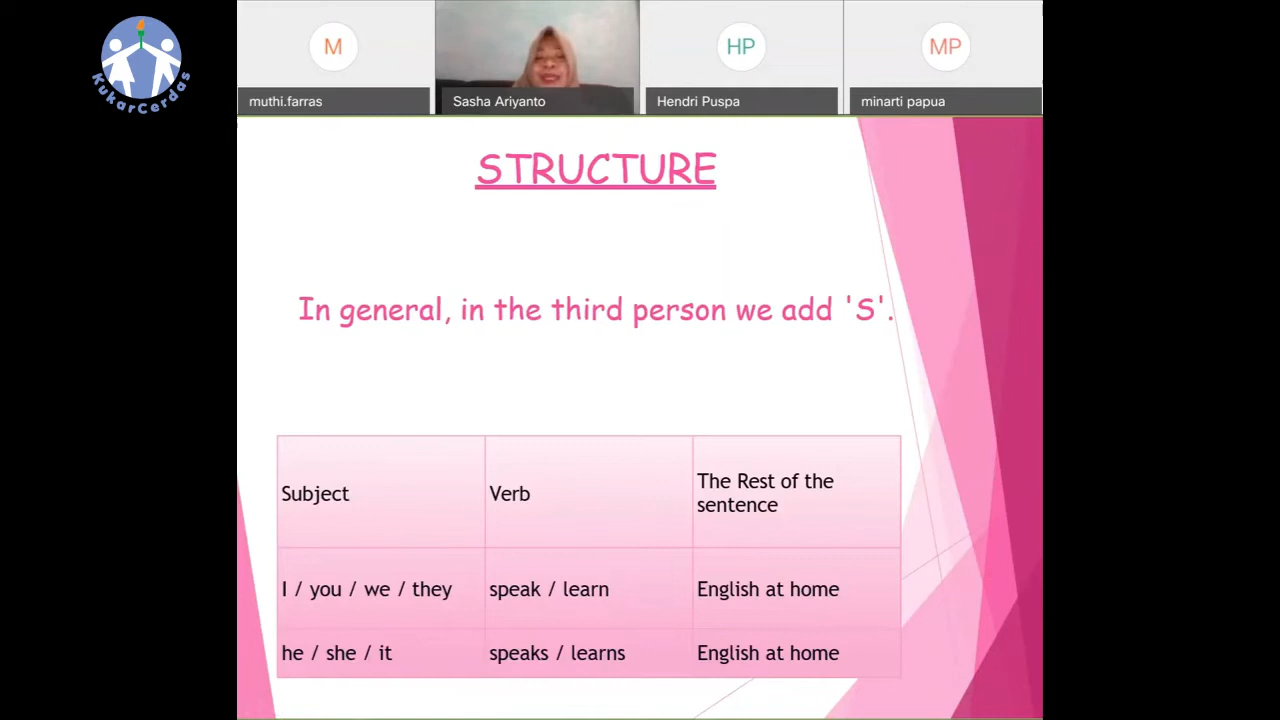 KukarCerdas
M
HP
MP
muthi.farras
Sasha Ariyanto
Hendri Puspa
minarti papua
STRUCTURE
In general, in the third person we add 'S'.
Subject
Verb
The Rest of the
sentence
I / you / we / they
speak / learn
English at home
he / she / it
speaks / learns
English at home